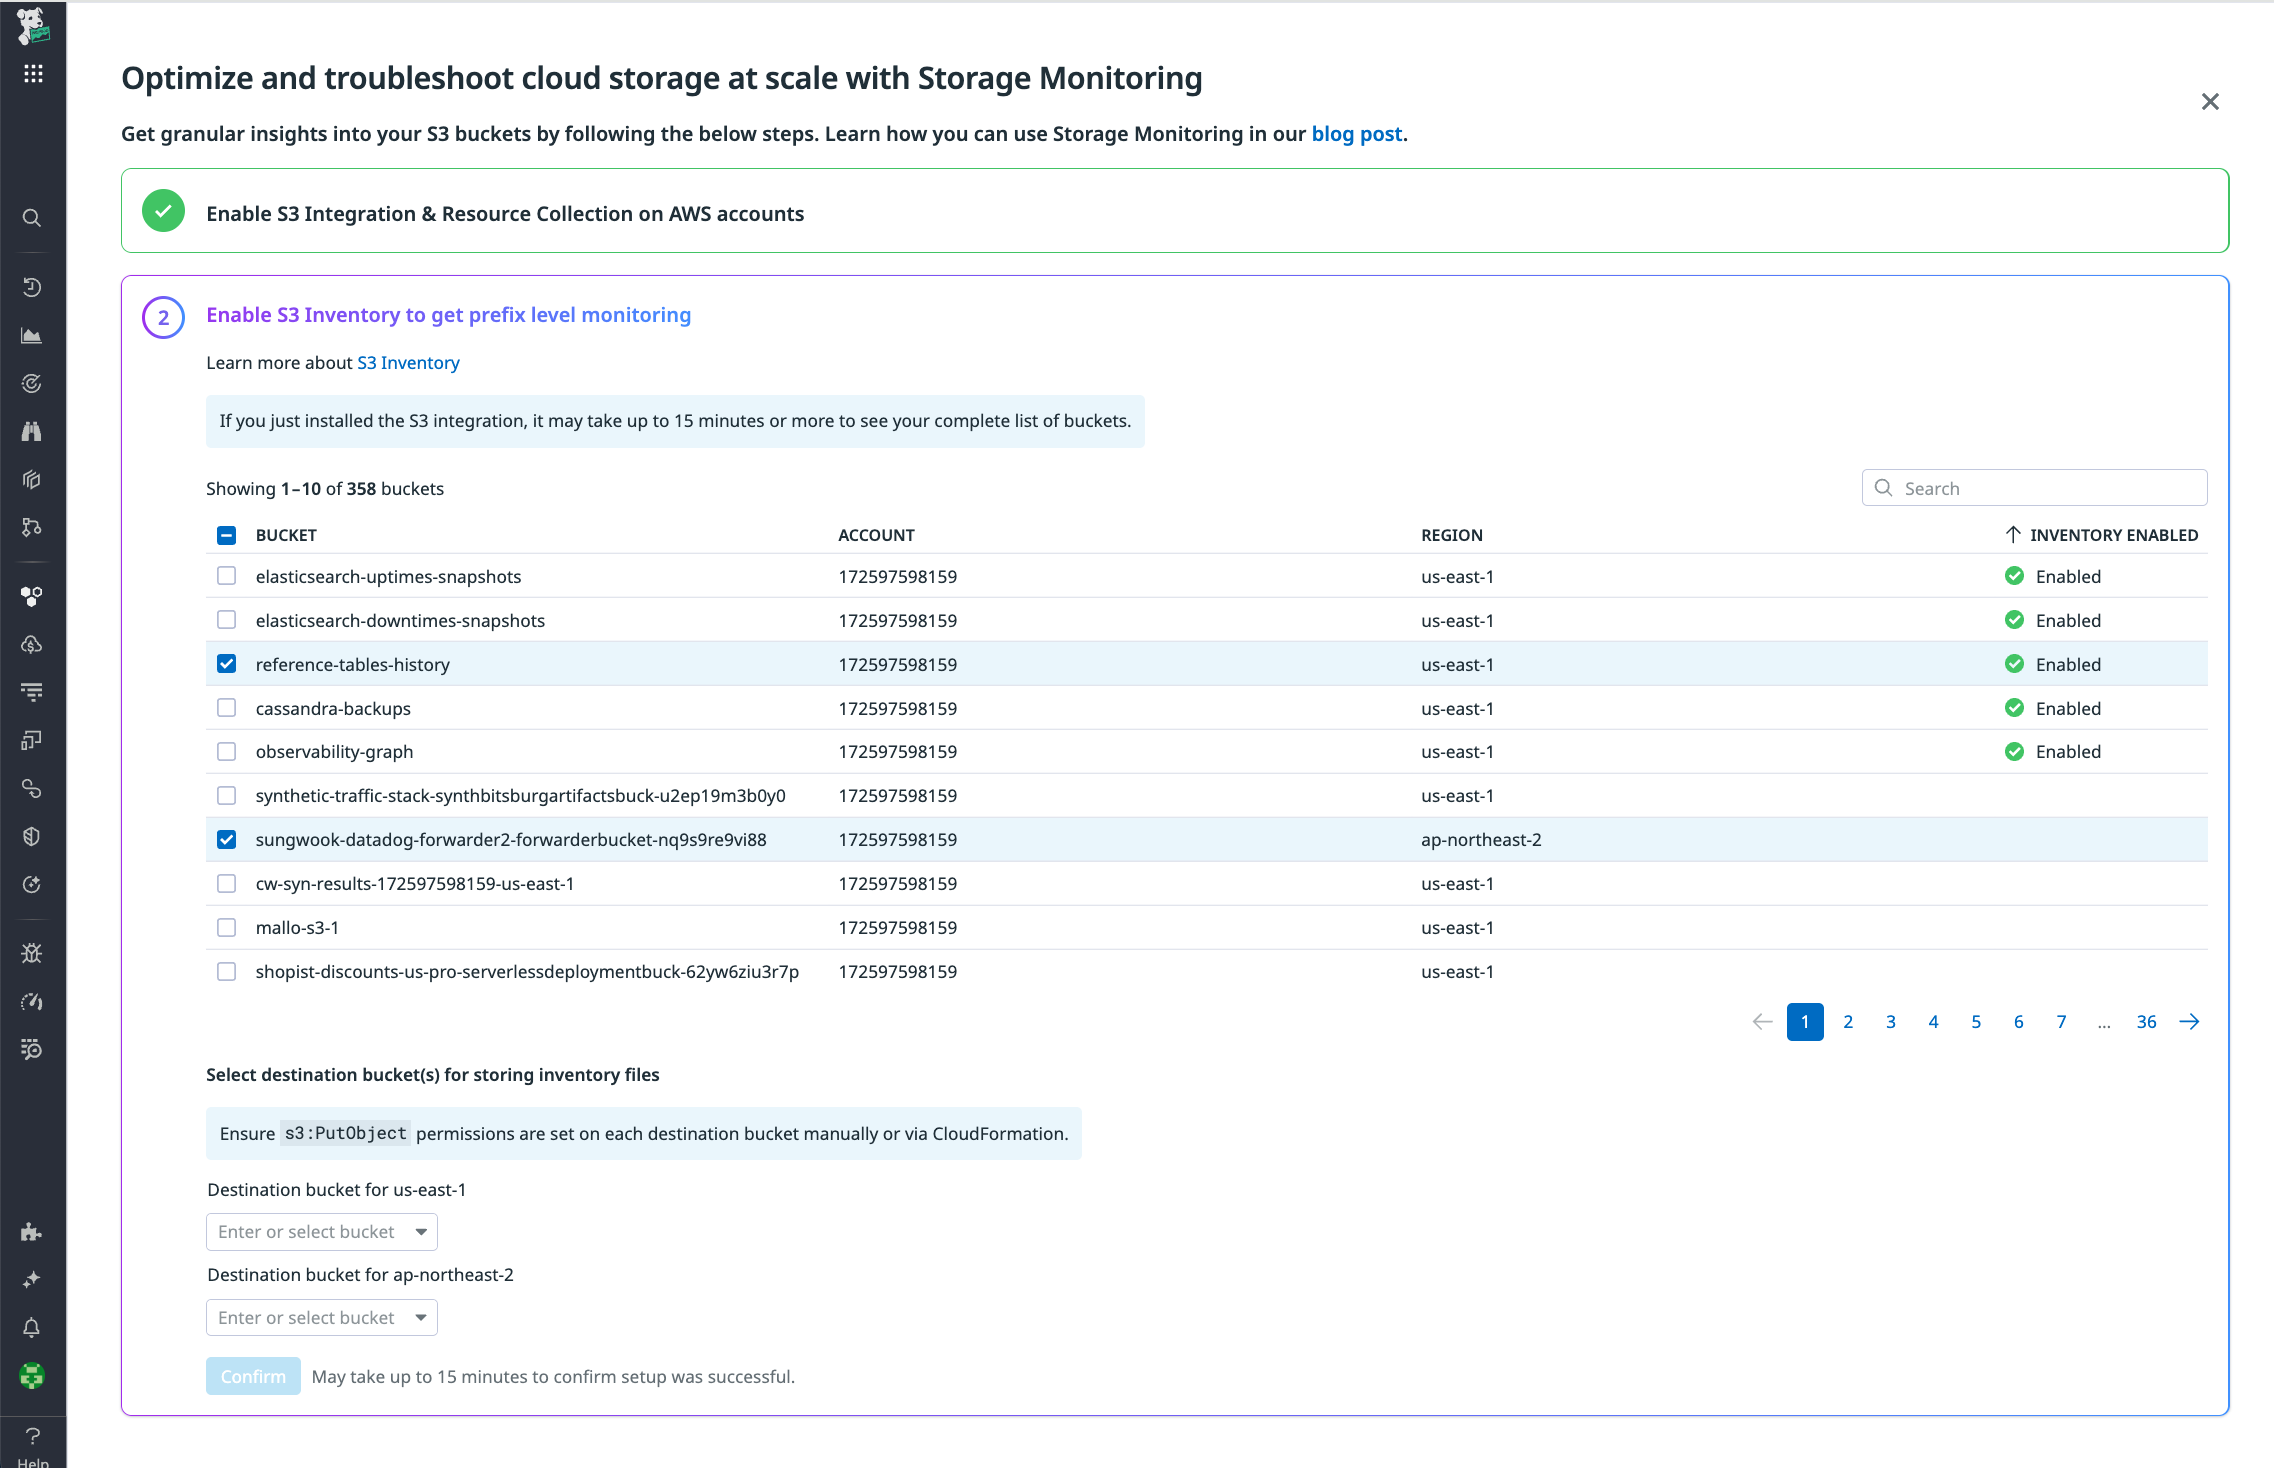 Optimize and troubleshoot cloud storage at scale with Storage Monitoring
Get granular insights into your S3 buckets by following the below steps. Learn how you can use Storage Monitoring in our blog post.
Enable S3 Integration & Resource Collection on AWS accounts
2 Enable S3 Inventory to get prefix level monitoring
Learn more about S3 Inventory
If you just installed the S3 integration, it may take up to 15 minutes or more to see your complete list of buckets.
Showing 1–10 of 358 buckets Search
BUCKET ACCOUNT REGION INVENTORY ENABLED
elasticsearch-uptimes-snapshots 172597598159 us-east-1 Enabled
elasticsearch-downtimes-snapshots 172597598159 us-east-1 Enabled
reference-tables-history 172597598159 us-east-1 Enabled
cassandra-backups 172597598159 us-east-1 Enabled
observability-graph 172597598159 us-east-1 Enabled
synthetic-traffic-stack-synthbitsburgartifactsbuck-u2ep19m3b0y0 172597598159 us-east-1
sungwook-datadog-forwarder2-forwarderbucket-nq9s9re9vi88 172597598159 ap-northeast-2
cw-syn-results-172597598159-us-east-1 172597598159 us-east-1
mallo-s3-1 172597598159 us-east-1
shopist-discounts-us-pro-serverlessdeploymentbuck-62yw6ziu3r7p 172597598159 us-east-1
1 2 3 4 5 6 7 ... 36
Select destination bucket(s) for storing inventory files
Ensure s3:PutObject permissions are set on each destination bucket manually or via CloudFormation.
Destination bucket for us-east-1
Enter or select bucket
Destination bucket for ap-northeast-2
Enter or select bucket
Confirm May take up to 15 minutes to confirm setup was successful.
Help